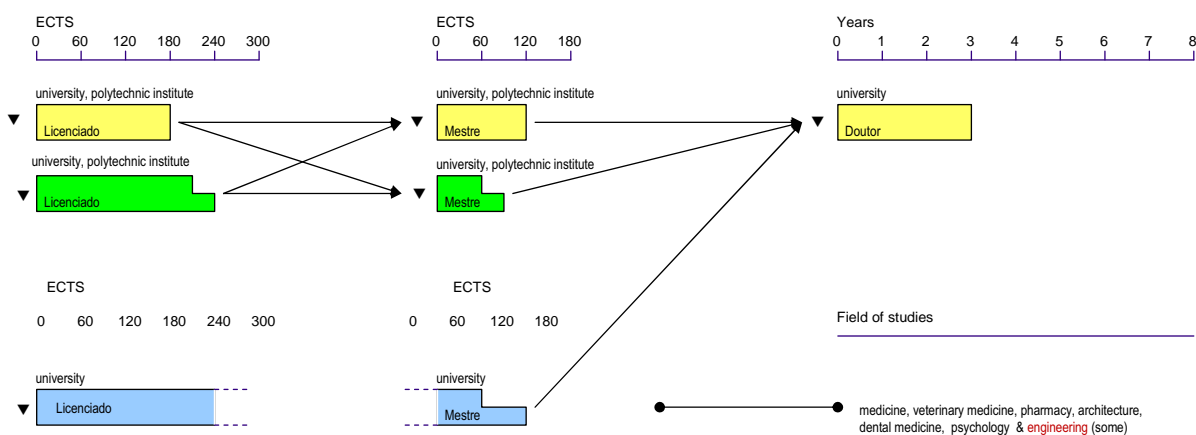 ECTS
0 60 120 180 240 300
ECTS
0 60 120 180
Years
0 1 2 3 4 5 6 7 8
university, polytechnic institute
Licenciado
university, polytechnic institute
Mestre
university
Doutor
university, polytechnic institute
Licenciado
university, polytechnic institute
Mestre
ECTS
0 60 120 180 240 300
ECTS
0 60 120 180
Field of studies
university
Licenciado
university
Mestre
medicine, veterinary medicine, pharmacy, architecture,
dental medicine, psychology & engineering (some)